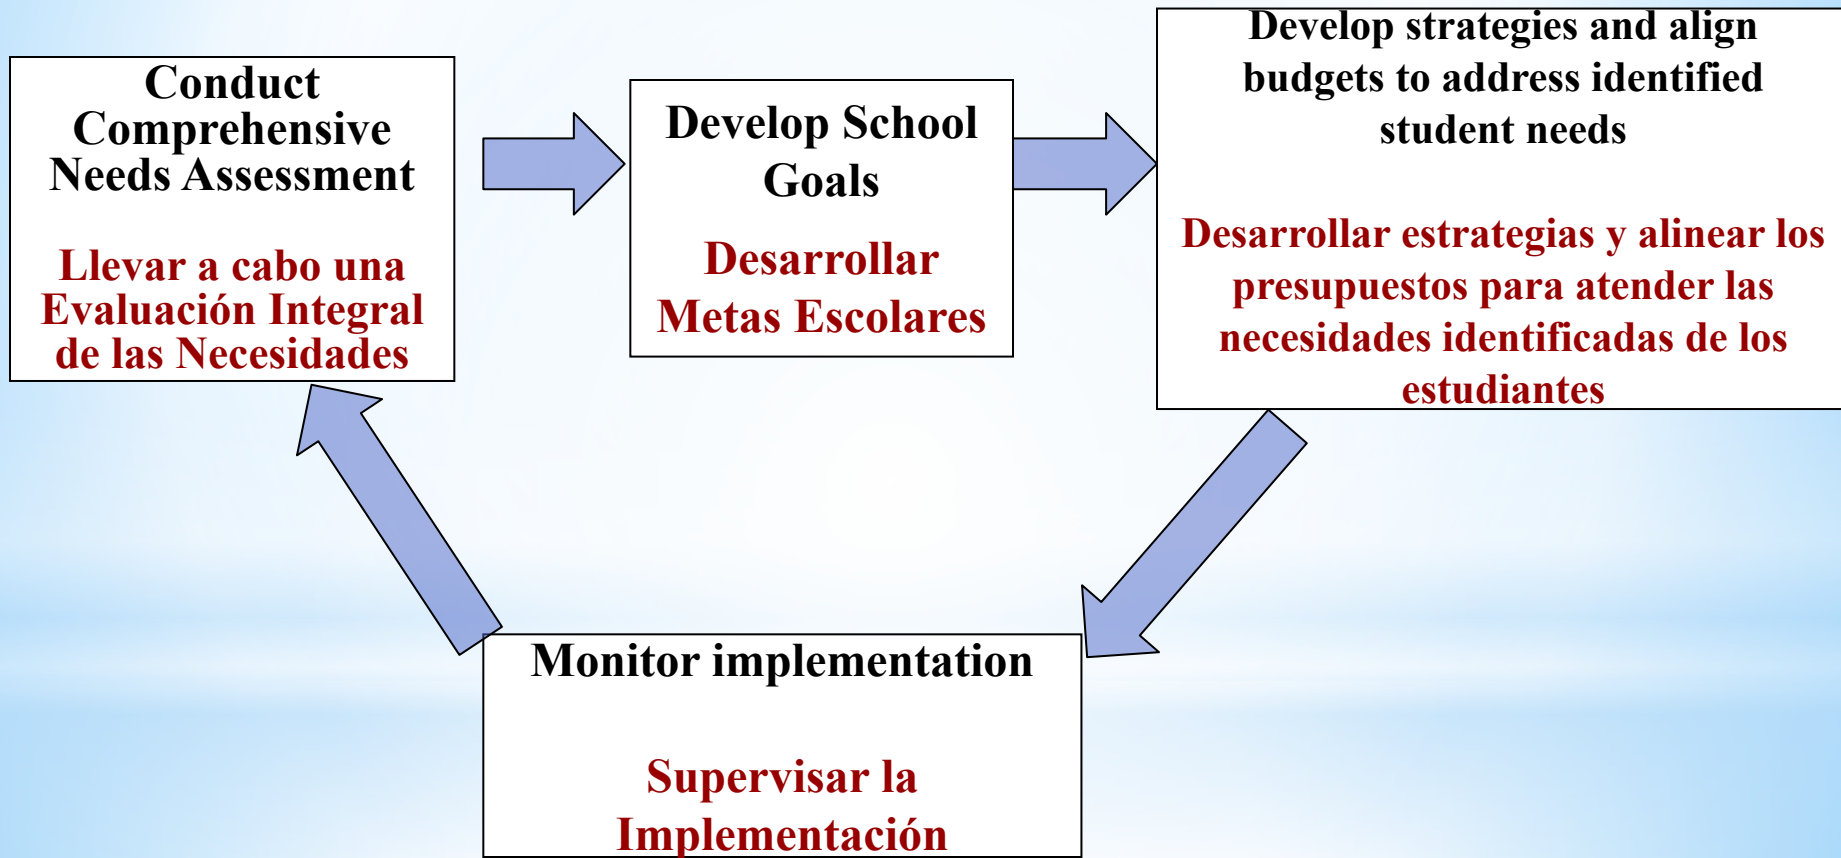 Conduct
Comprehensive
Needs Assessment
Llevar a cabo una
Evaluación Integral
de las Necesidades
Develop School
Goals
Desarrollar
Metas Escolares
Develop strategies and align
budgets to address identified
student needs
Desarrollar estrategias y alinear los
presupuestos para atender las
necesidades identificadas de los
estudiantes
Monitor implementation
Supervisar la
Implementación